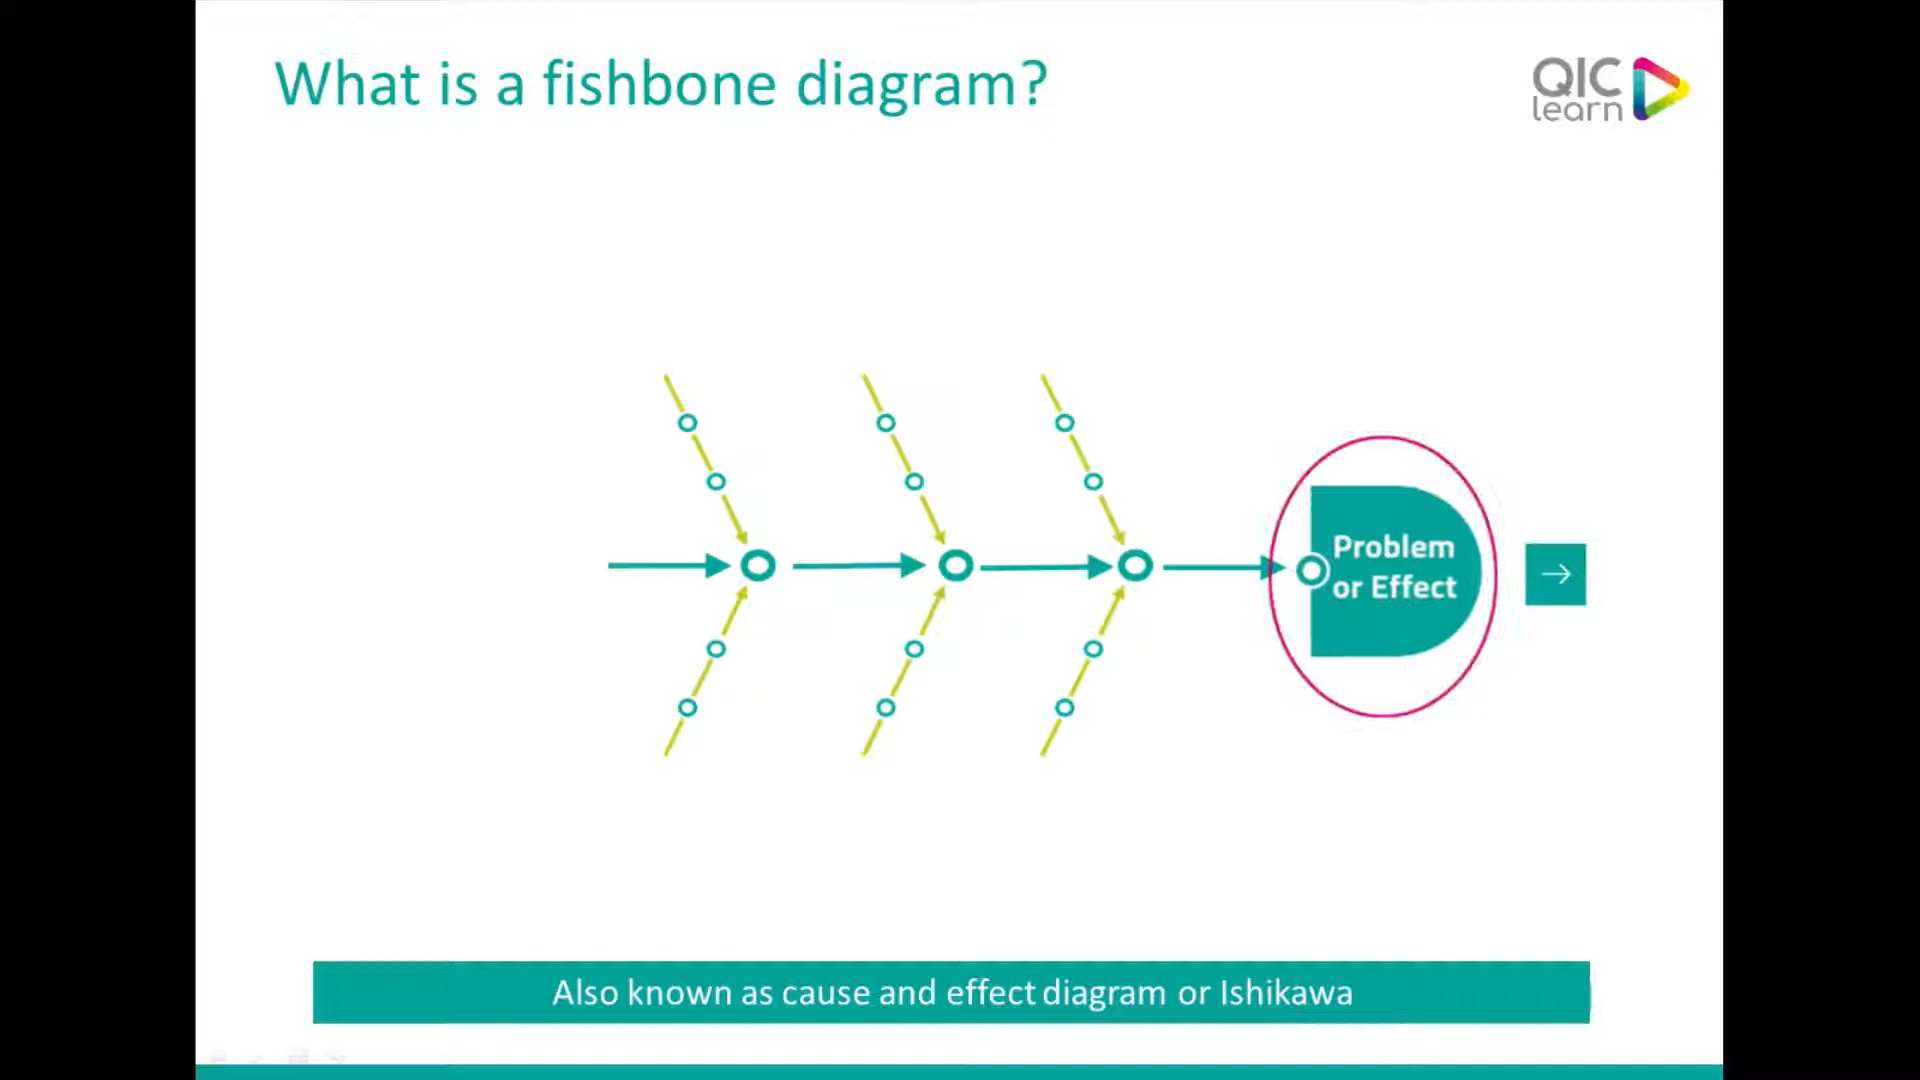 What is a fishbone diagram?
QIC
learn
Problem
or Effect
Also known as cause and effect diagram or Ishikawa